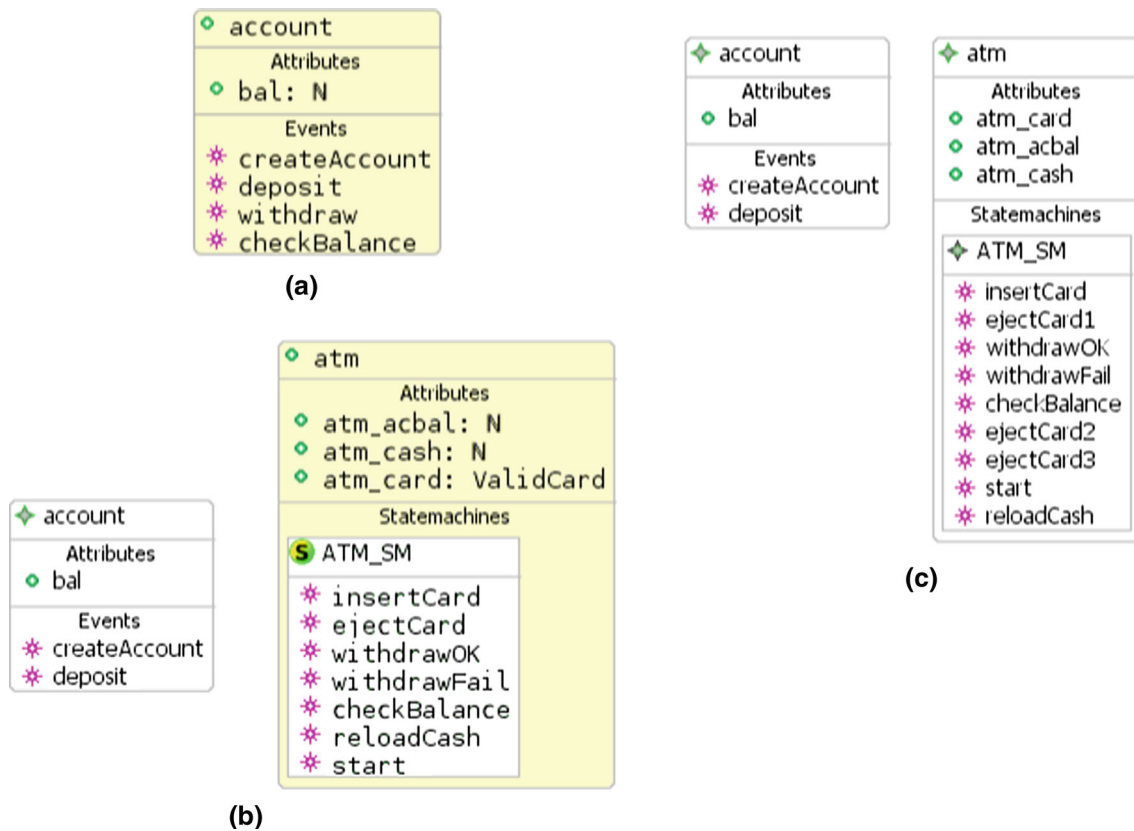 account
Attributes
bal: N
Events
createAccount
deposit
withdraw
checkBalance
(a)
account
Attributes
bal
Events
createAccount
deposit
atm
Attributes
atm_acbal: N
atm_cash: N
atm_card: ValidCard
Statemachines
S ATM_SM
insertCard
ejectCard
withdrawOK
withdrawFail
checkBalance
reloadCash
start
(b)
account
Attributes
bal
Events
createAccount
deposit
atm
Attributes
atm_card
atm_acbal
atm_cash
Statemachines
ATM_SM
insertCard
ejectCard1
withdrawOK
withdrawFail
checkBalance
ejectCard2
ejectCard3
start
reloadCash
(c)